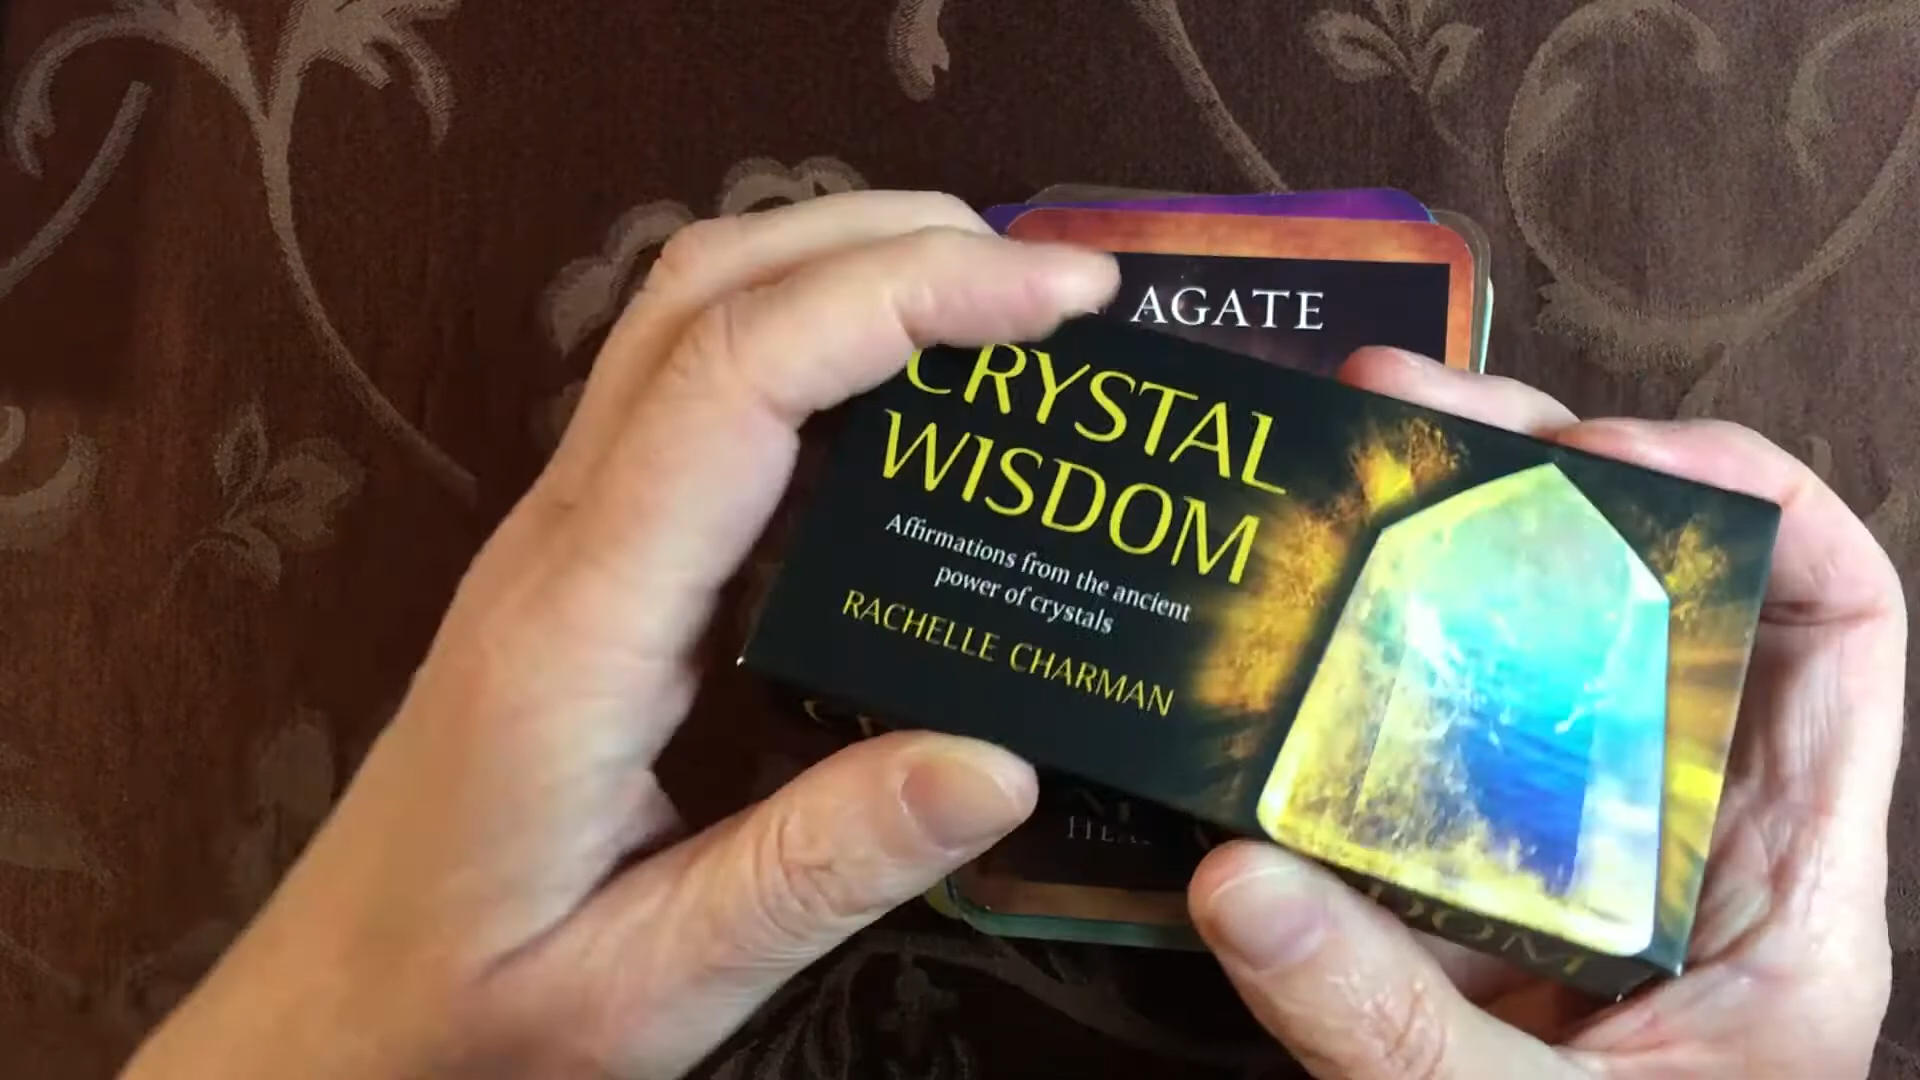 AGATE
CRYSTAL
WISDOM
Affirmations from the ancient
power of crystals
RACHELLE CHARMAN